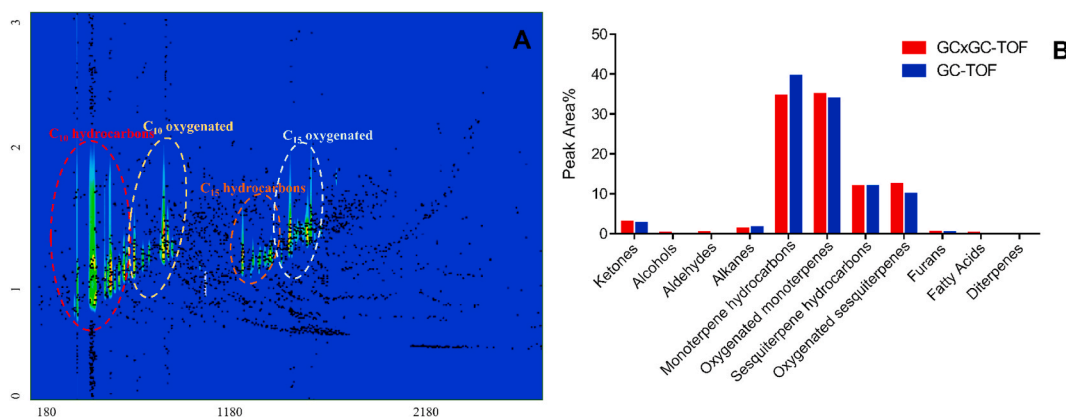 3
A
C10 hydrocarbons
C10 oxygenated
C15 oxygenated
2
C15 hydrocarbons
1
0
180
1180
2180
GCxGC-TOF
GC-TOF
B
Peak Area%
50
40
30
20
10
0
Ketones
Alcohols
Aldehydes
Alkanes
Monoterpene hydrocarbons
Oxygenated monoterpenes
Sesquiterpene hydrocarbons
Oxygenated sesquiterpenes
Furans
Fatty Acids
Diterpenes